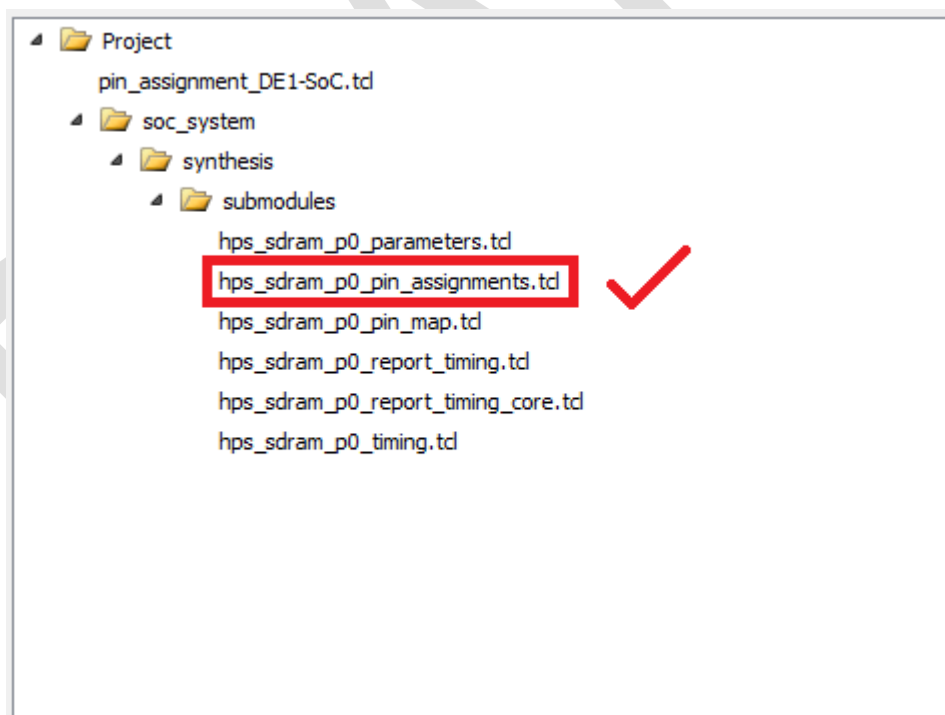 Project
pin_assignment_DE1-SoC.tcl
soc_system
synthesis
submodules
hps_sdram_p0_parameters.tcl
hps_sdram_p0_pin_assignments.tcl
hps_sdram_p0_pin_map.tcl
hps_sdram_p0_report_timing.tcl
hps_sdram_p0_report_timing_core.tcl
hps_sdram_p0_timing.tcl